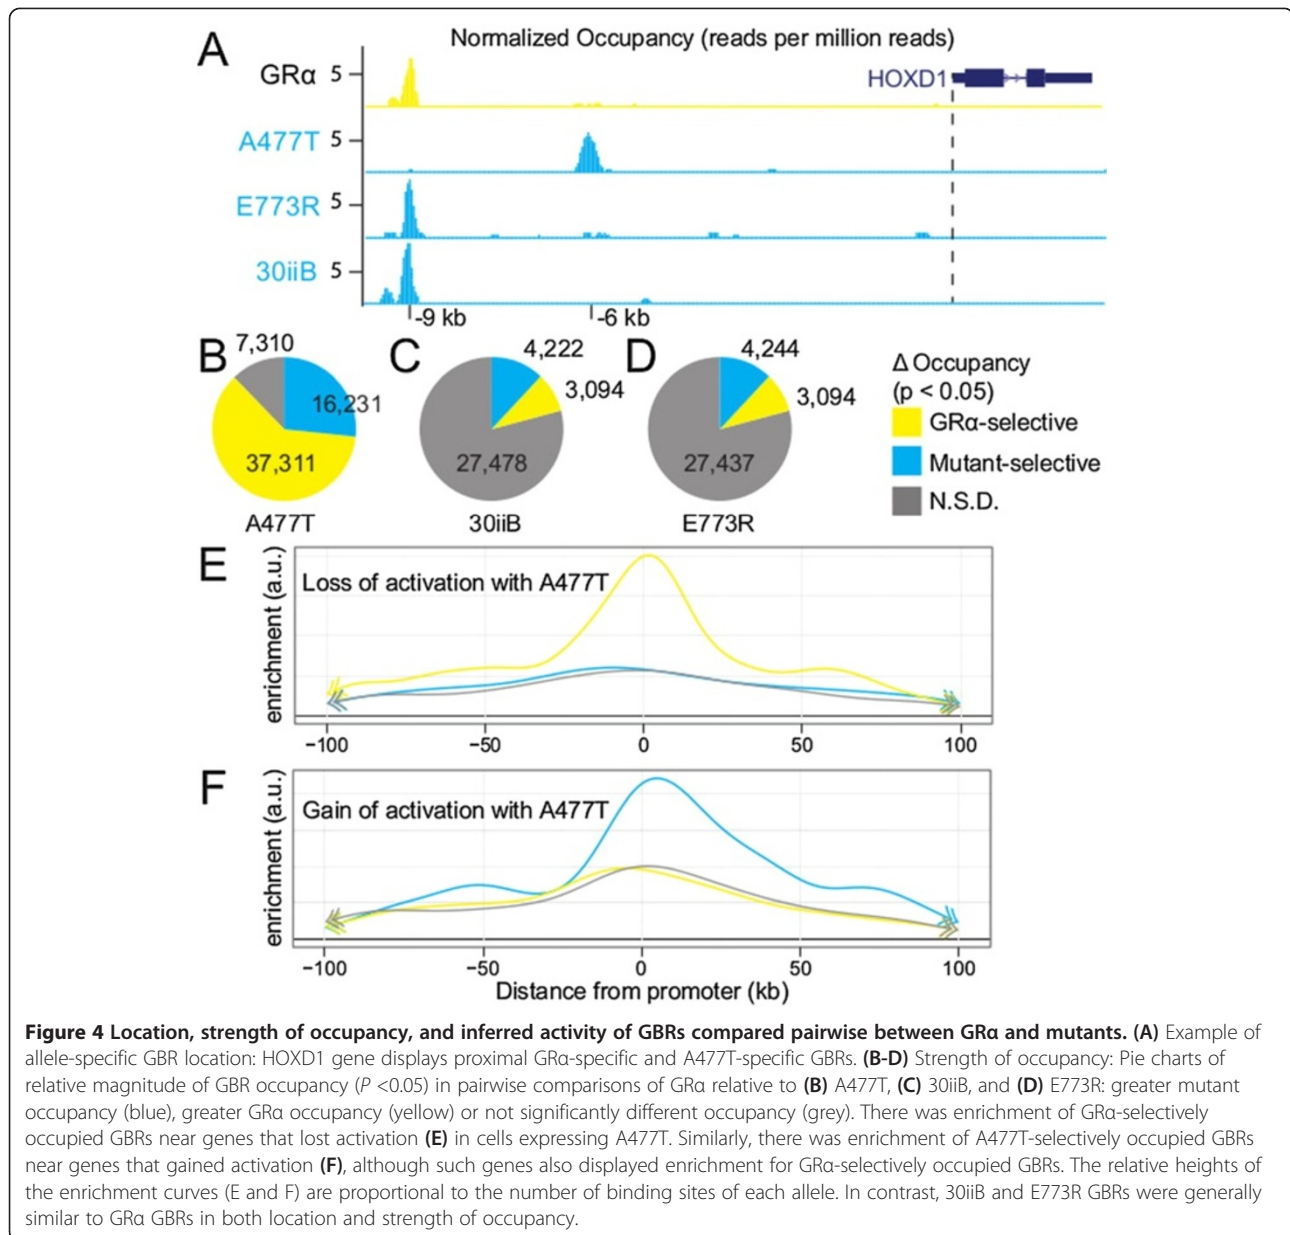 A
Normalized Occupancy (reads per million reads)
GRα 5
HOXD1
A477T 5
E773R 5
30iiB 5
-9 kb
-6 kb
B
7,310
16,231
37,311
A477T
C
4,222
3,094
27,478
30iiB
D
4,244
3,094
27,437
E773R
Δ Occupancy
(p < 0.05)
GRα-selective
Mutant-selective
N.S.D.
E
enrichment (a.u.)
Loss of activation with A477T
−100 −50 0 50 100
F
enrichment (a.u.)
Gain of activation with A477T
−100 −50 0 50 100
Distance from promoter (kb)
Figure 4 Location, strength of occupancy, and inferred activity of GBRs compared pairwise between GRα and mutants. (A) Example of
allele-specific GBR location: HOXD1 gene displays proximal GRα-specific and A477T-specific GBRs. (B-D) Strength of occupancy: Pie charts of
relative magnitude of GBR occupancy (P <0.05) in pairwise comparisons of GRα relative to (B) A477T, (C) 30iiB, and (D) E773R: greater mutant
occupancy (blue), greater GRα occupancy (yellow) or not significantly different occupancy (grey). There was enrichment of GRα-selectively
occupied GBRs near genes that lost activation (E) in cells expressing A477T. Similarly, there was enrichment of A477T-selectively occupied GBRs
near genes that gained activation (F), although such genes also displayed enrichment for GRα-selectively occupied GBRs. The relative heights of
the enrichment curves (E and F) are proportional to the number of binding sites of each allele. In contrast, 30iiB and E773R GBRs were generally
similar to GRα GBRs in both location and strength of occupancy.